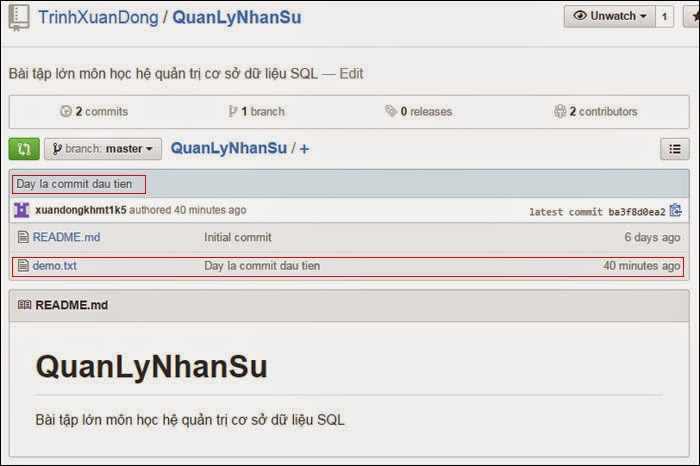 TrinhXuanDong / QuanLyNhanSu
Unwatch 1
Bài tập lớn môn học hệ quản trị cơ sở dữ liệu SQL — Edit
2 commits 1 branch 0 releases 2 contributors
branch: master QuanLyNhanSu / +
Day la commit dau tien
xuandongkhmt1k5 authored 40 minutes ago latest commit ba3f8d0ea2
README.md Initial commit 6 days ago
demo.txt Day la commit dau tien 40 minutes ago
README.md
QuanLyNhanSu
Bài tập lớn môn học hệ quản trị cơ sở dữ liệu SQL